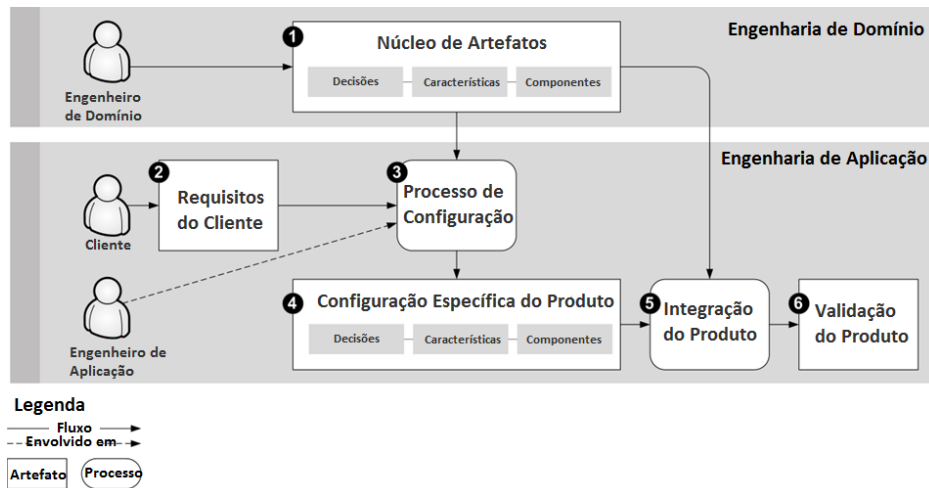 Engenharia de Domínio
1
Núcleo de Artefatos
Decisões
Características
Componentes
Engenheiro
de Domínio
Engenharia de Aplicação
2
Requisitos
do Cliente
3
Processo de
Configuração
Cliente
4
Configuração Específica do Produto
Decisões
Características
Componentes
5
Integração
do Produto
6
Validação
do Produto
Engenheiro de
Aplicação
Legenda
Fluxo
Envolvido em
Artefato
Processo